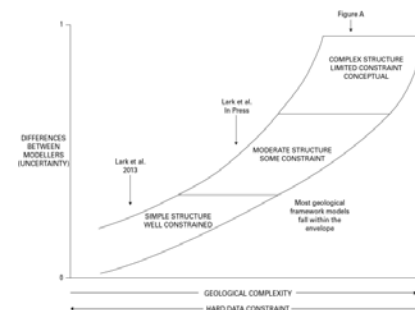 1
Figure A
COMPLEX STRUCTURE
LIMITED CONSTRAINT
CONCEPTUAL
Lark et al.
In Press
DIFFERENCES
BETWEEN
MODELLERS
(UNCERTAINTY)
MODERATE STRUCTURE
SOME CONSTRAINT
Lark et al.
2013
SIMPLE STRUCTURE
WELL CONSTRAINED
Most geological
framework models
fall within the
envelope
0
GEOLOGICAL COMPLEXITY
HARD DATA CONSTRAINT